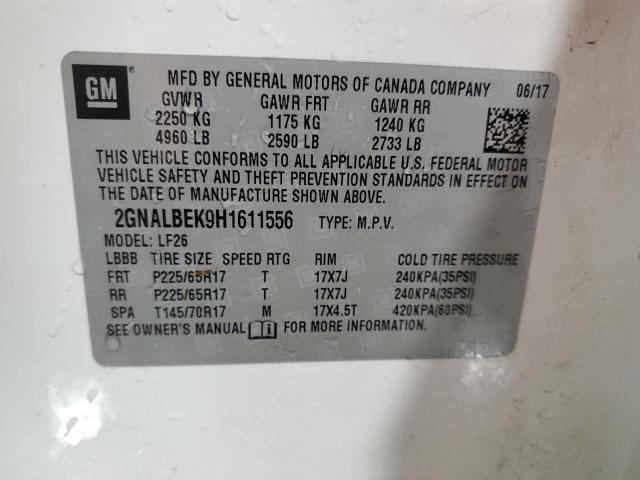 GM
MFD BY GENERAL MOTORS OF CANADA COMPANY 06/17
GVWR GAWR FRT GAWR RR
2250 KG 1175 KG 1240 KG
4960 LB 2590 LB 2733 LB
THIS VEHICLE CONFORMS TO ALL APPLICABLE U.S. FEDERAL MOTOR
VEHICLE SAFETY AND THEFT PREVENTION STANDARDS IN EFFECT ON
THE DATE OF MANUFACTURE SHOWN ABOVE.
2GNALBEK9H1611556 TYPE: M.P.V.
MODEL: LF26
LBBB TIRE SIZE SPEED RTG RIM COLD TIRE PRESSURE
FRT P225/65R17 T 17X7J 240KPA(35PSI)
RR P225/65R17 T 17X7J 240KPA(35PSI)
SPA T145/70R17 M 17X4.5T 420KPA(60PSI)
SEE OWNER'S MANUAL FOR MORE INFORMATION.